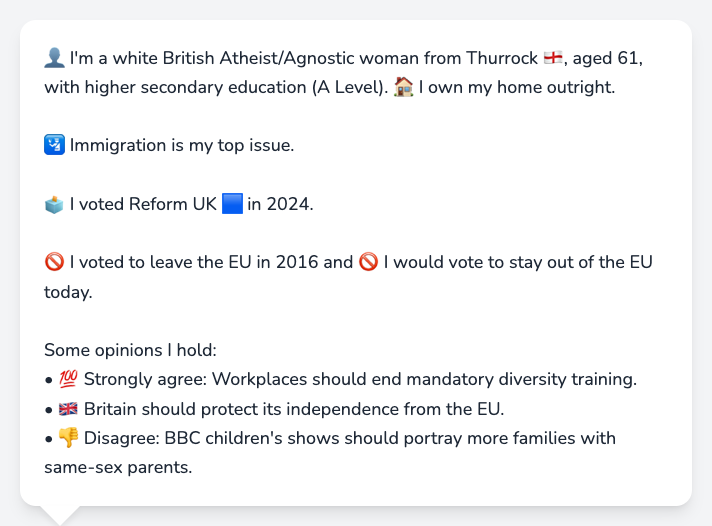 👤 I'm a white British Atheist/Agnostic woman from Thurrock 🏴󠁧󠁢󠁥󠁮󠁧󠁿, aged 61,
with higher secondary education (A Level). 🏠 I own my home outright.
🛂 Immigration is my top issue.
🗳️ I voted Reform UK 🟦 in 2024.
🚫 I voted to leave the EU in 2016 and 🚫 I would vote to stay out of the EU
today.
Some opinions I hold:
• 💯 Strongly agree: Workplaces should end mandatory diversity training.
• 🇬🇧 Britain should protect its independence from the EU.
• 👎 Disagree: BBC children's shows should portray more families with
same-sex parents.